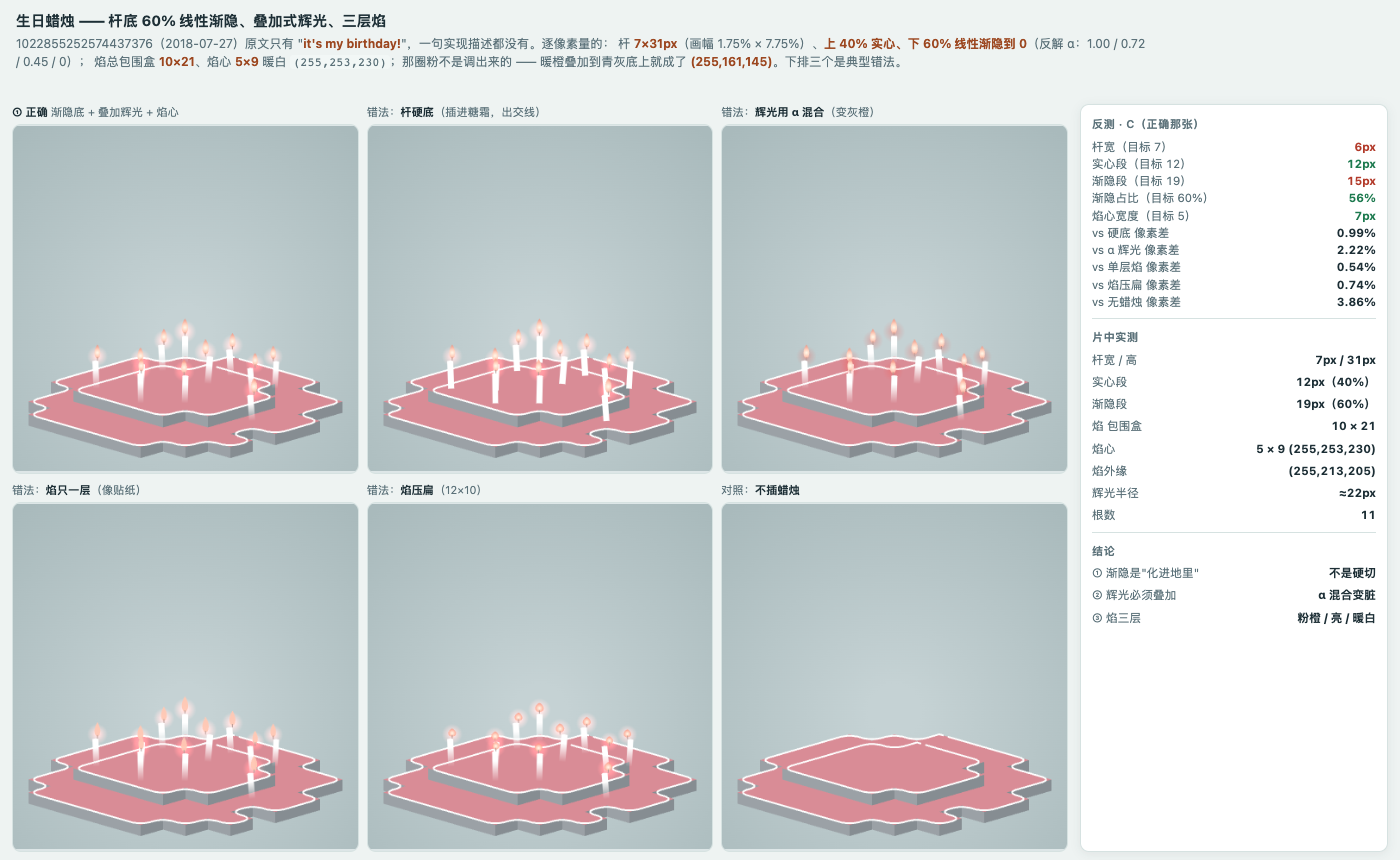 生日蜡烛 —— 杆底 60% 线性渐隐、叠加式辉光、三层焰
1022855252574437376（2018-07-27）原文只有 "it's my birthday!"，一句实现描述都没有。逐像素量的： 杆 7×31px（画幅 1.75% × 7.75%）、上 40% 实心、下 60% 线性渐隐到 0（反解 α：1.00 / 0.72
/ 0.45 / 0）； 焰总包围盒 10×21、焰心 5×9 暖白 (255,253,230)；那圈粉不是调出来的 —— 暖橙叠加到青灰底上就成了 (255,161,145)。下排三个是典型错法。
① 正确 渐隐底 + 叠加辉光 + 焰心
错法：杆硬底（插进糖霜，出交线）
错法：辉光用 α 混合（变灰橙）
错法：焰只一层（像贴纸）
错法：焰压扁（12×10）
对照：不插蜡烛
反测 · C（正确那张）
杆宽（目标 7） 6px
实心段（目标 12） 12px
渐隐段（目标 19） 15px
渐隐占比（目标 60%） 56%
焰心宽度（目标 5） 7px
vs 硬底 像素差 0.99%
vs α 辉光 像素差 2.22%
vs 单层焰 像素差 0.54%
vs 焰压扁 像素差 0.74%
vs 无蜡烛 像素差 3.86%
片中实测
杆宽 / 高 7px / 31px
实心段 12px（40%）
渐隐段 19px（60%）
焰 包围盒 10 × 21
焰心 5 × 9 (255,253,230)
焰外缘 (255,213,205)
辉光半径 ≈22px
根数 11
结论
① 渐隐是"化进地里" 不是硬切
② 辉光必须叠加 α 混合变脏
③ 焰三层 粉橙 / 亮 / 暖白